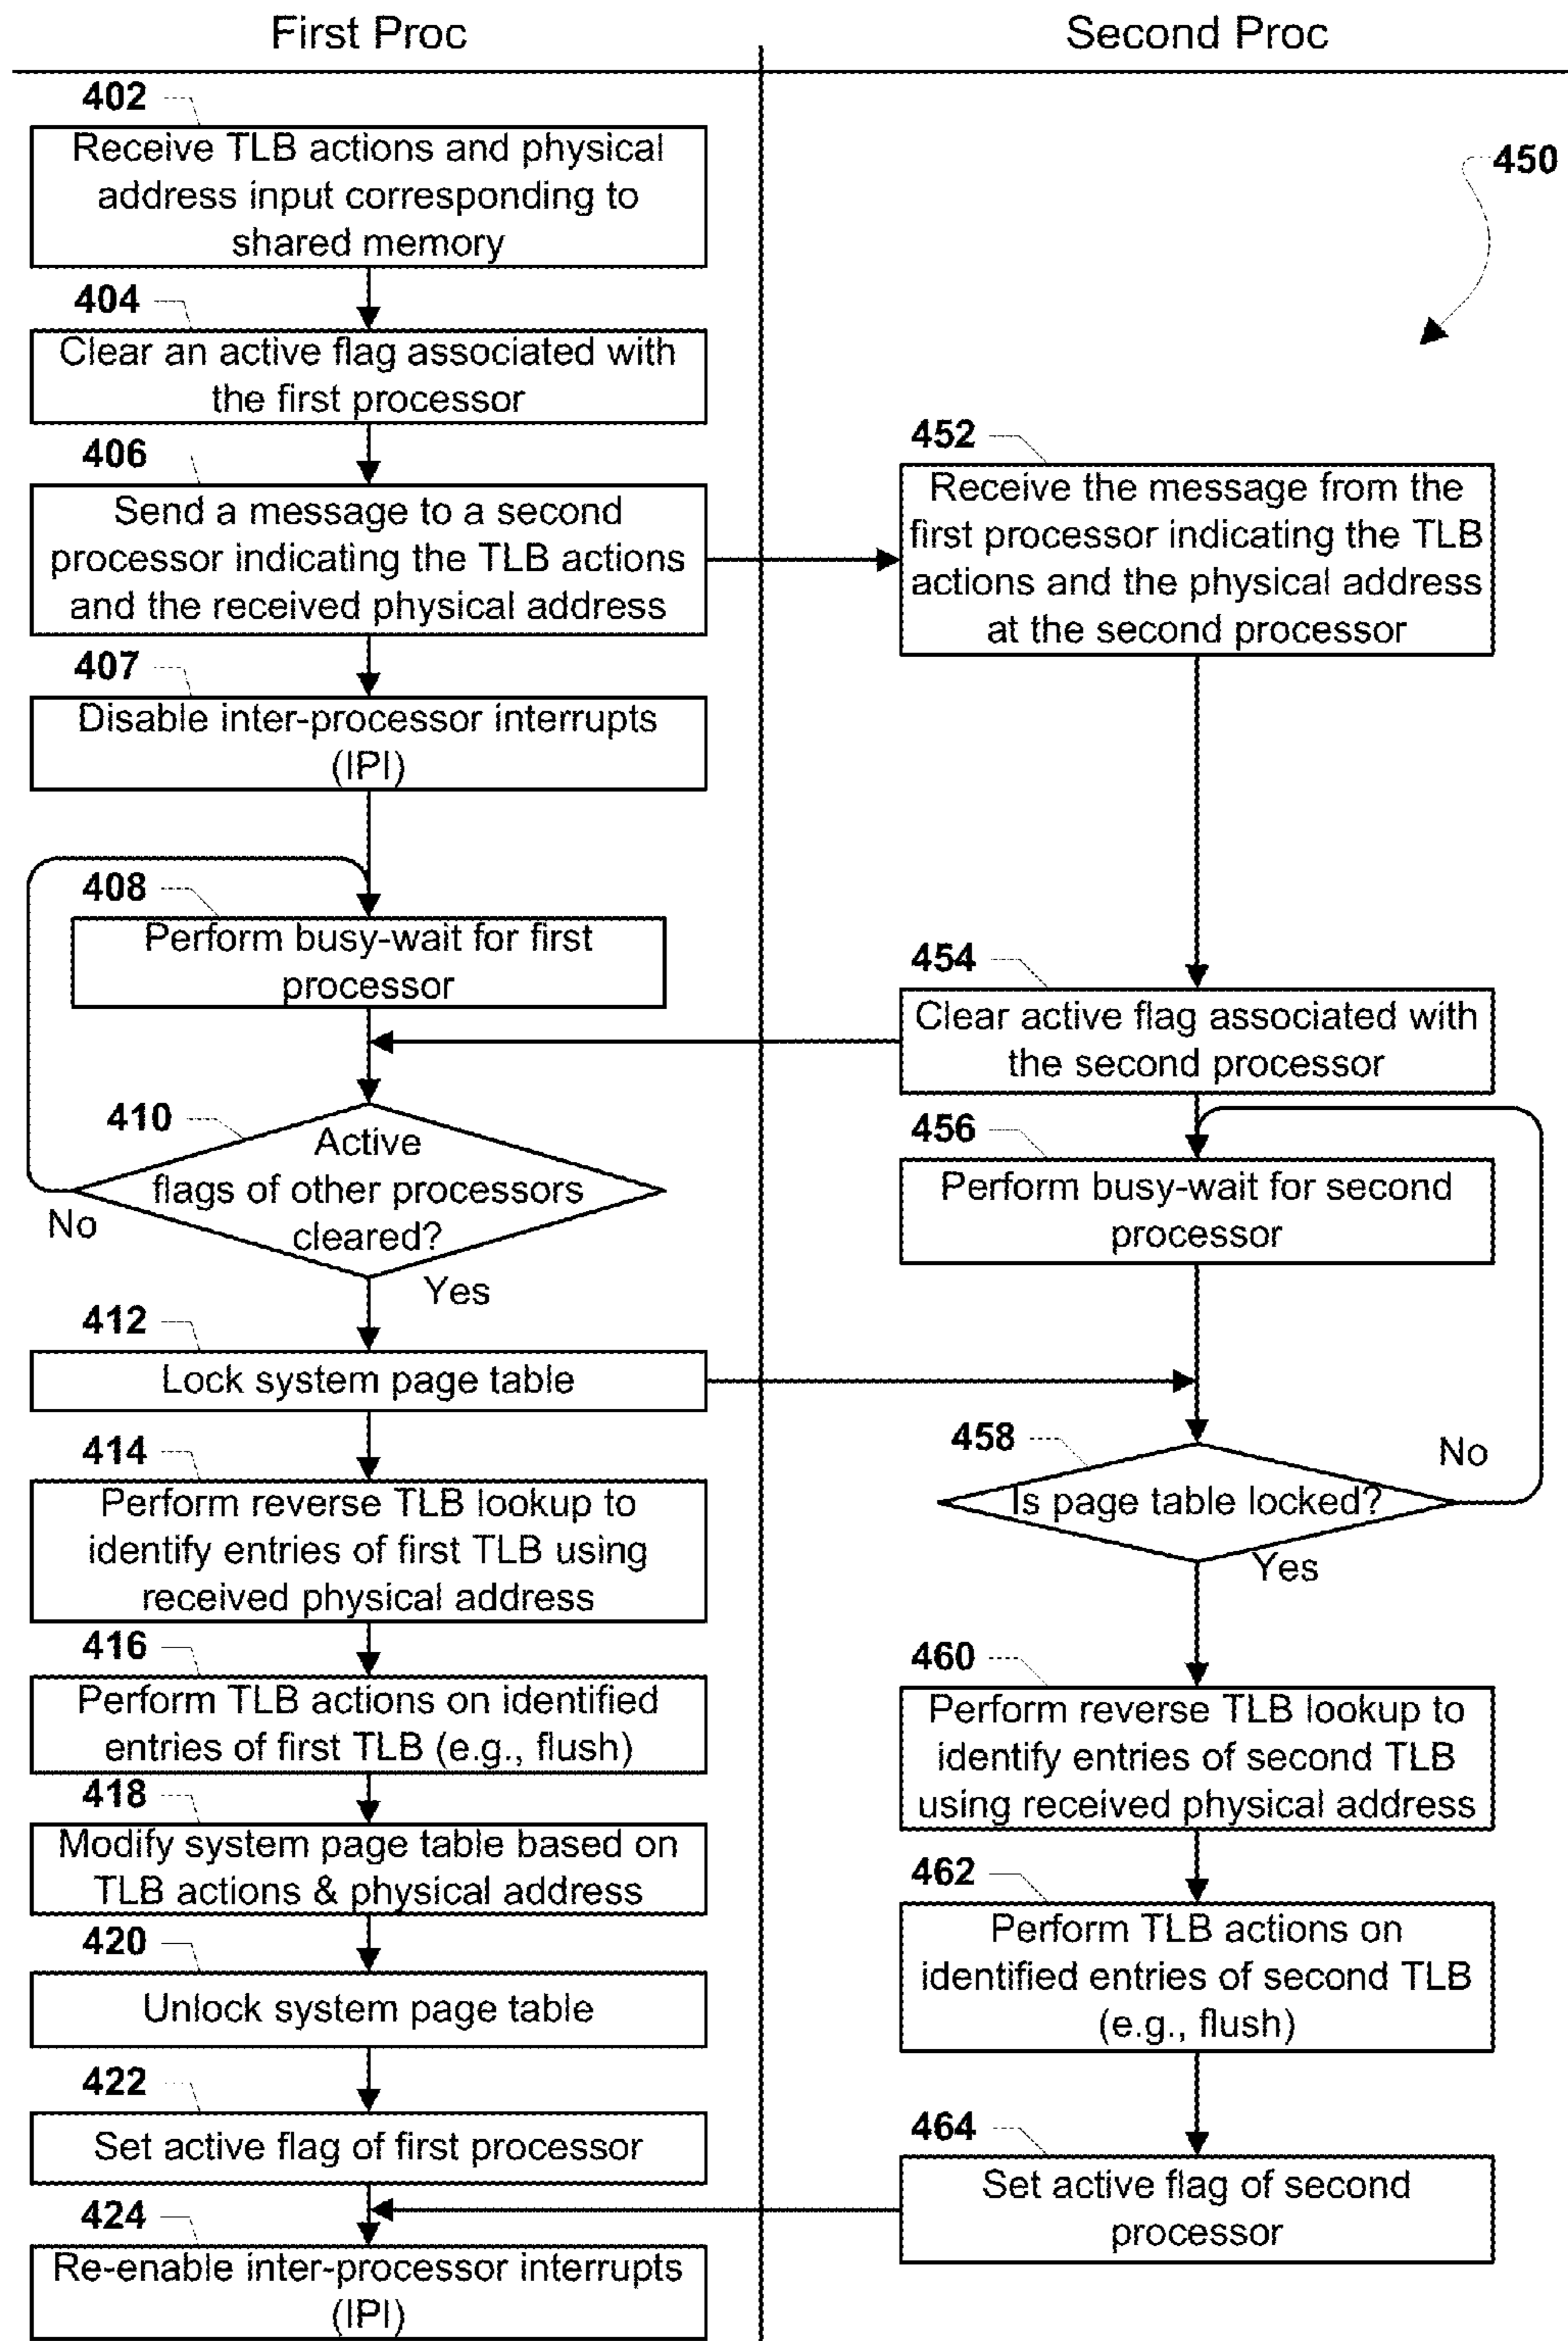 First Proc
Second Proc
402
Receive TLB actions and physical
address input corresponding to
shared memory
404
Clear an active flag associated with
the first processor
406
Send a message to a second
processor indicating the TLB actions
and the received physical address
407
Disable inter-processor interrupts
(IPI)
408
Perform busy-wait for first
processor
410
Active
flags of other processors
cleared?
No
Yes
412
Lock system page table
414
Perform reverse TLB lookup to
identify entries of first TLB using
received physical address
416
Perform TLB actions on identified
entries of first TLB (e.g., flush)
418
Modify system page table based on
TLB actions & physical address
420
Unlock system page table
422
Set active flag of first processor
424
Re-enable inter-processor interrupts
(IPI)
450
452
Receive the message from the
first processor indicating the TLB
actions and the physical address
at the second processor
454
Clear active flag associated with
the second processor
456
Perform busy-wait for second
processor
458
Is page table locked?
No
Yes
460
Perform reverse TLB lookup to
identify entries of second TLB
using received physical address
462
Perform TLB actions on
identified entries of second TLB
(e.g., flush)
464
Set active flag of second
processor